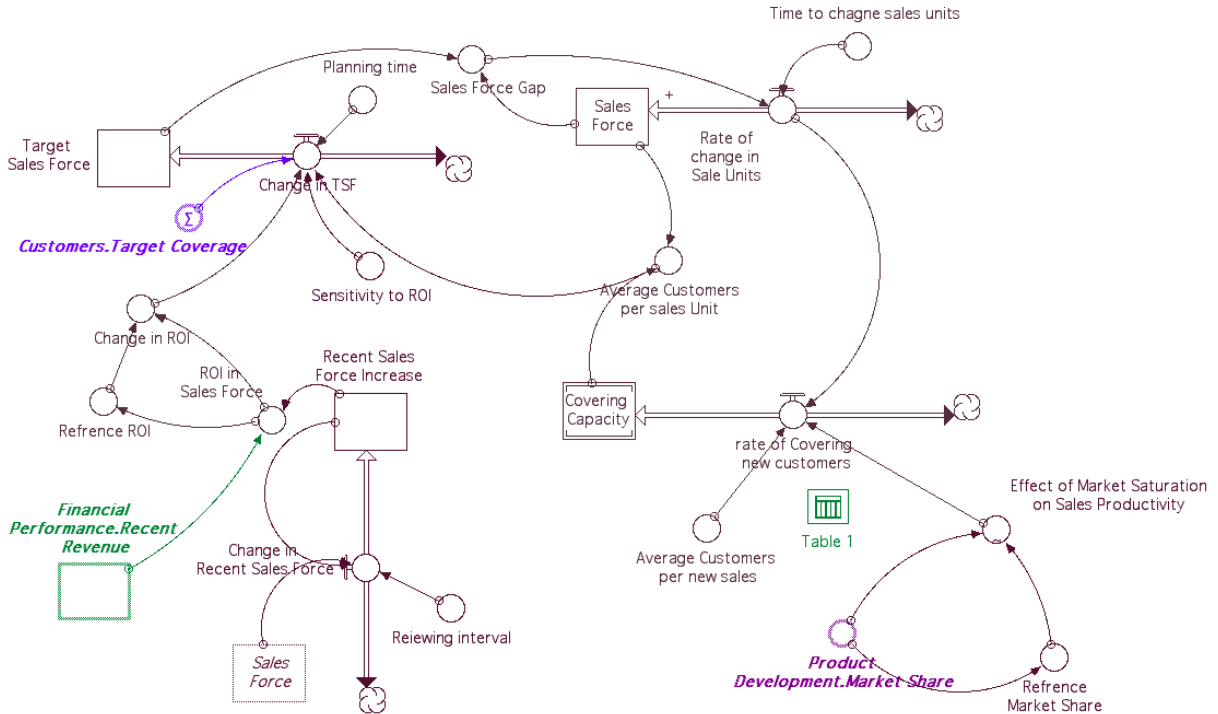 Time to chagne sales units
Planning time
Sales Force Gap
+
Sales
Force
Target
Sales Force
Rate of
change in
Sale Units
Change in TSF
Σ
Customers.Target Coverage
Sensitivity to ROI
Average Customers
per sales Unit
Change in ROI
ROI in
Sales Force
Recent Sales
Force Increase
Refrence ROI
Covering
Capacity
rate of Covering
new customers
Effect of Market Saturation
on Sales Productivity
Financial
Performance.Recent
Revenue
Table 1
Change in
Recent Sales Force
Average Customers
per new sales
Reiewing interval
Sales
Force
Product
Development.Market Share
Refrence
Market Share